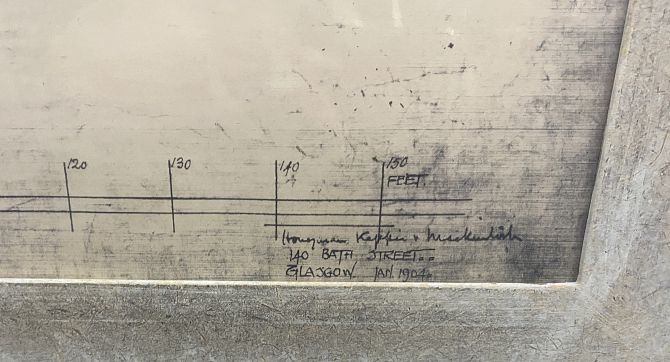 120 130 140 150
FEET.
Honeyman Keppie & Mackintosh
140 BATH STREET..
GLASGOW. JAN 1904.